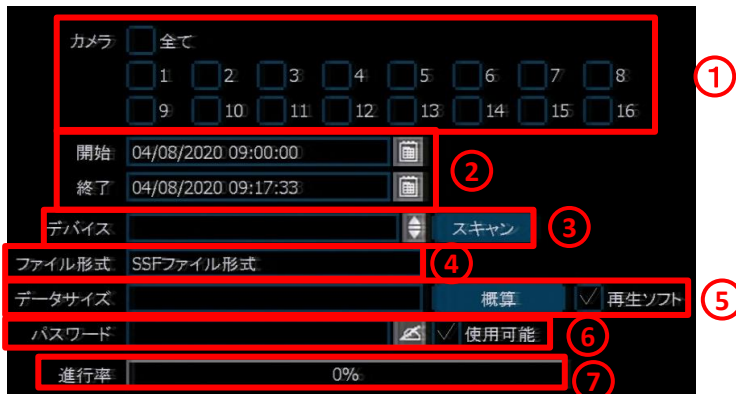 カメラ 全て
1 2 3 4 5 6 7 8 ①
9 10 11 12 13 14 15 16
開始 04/08/2020 09:00:00
②
終了 04/08/2020 09:17:33
デバイス スキャン ③
ファイル形式 SSFファイル形式 ④
データサイズ 概算 再生ソフト ⑤
パスワード 使用可能 ⑥
進行率 0% ⑦